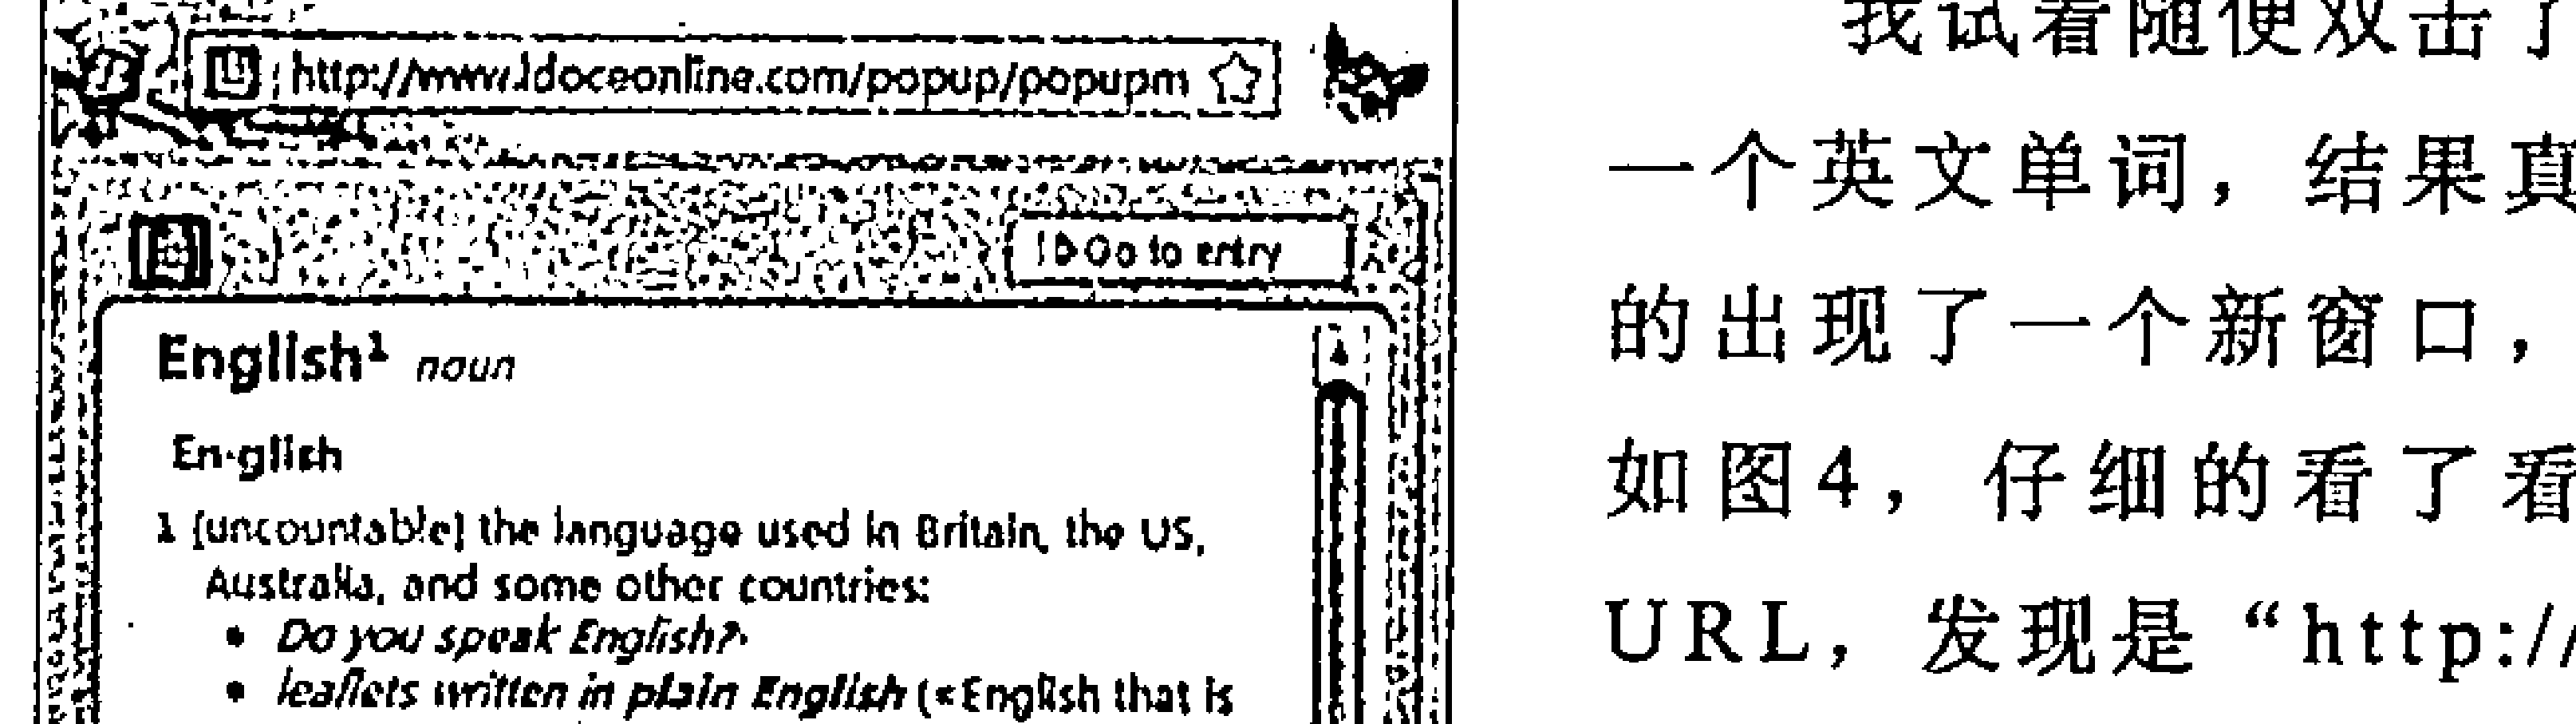 http://www.ldoceonline.com/popup/popupm
Go to entry
English¹ noun
En·glish
1 [uncountable] the language used in Britain, the US,
Australia, and some other countries:
• Do you speak English?
• leaflets written in plain English (=English that is
我试着随便双击了
一个英文单词，结果真
的出现了一个新窗口，
如图4，仔细的看了看
URL，发现是“http://